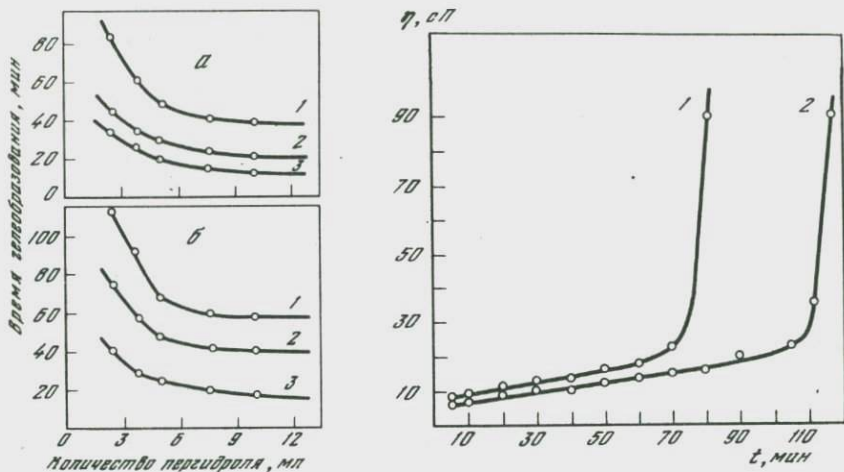 Время гелеобразования, мин
80
60
40
20
0
а
1
2
3
100
80
60
40
20
б
1
2
3
0 3 6 9 12
Количество пергидроля, мл
η, сП
90
70
50
30
10
1 2
10 30 50 70 90 110
t, мин